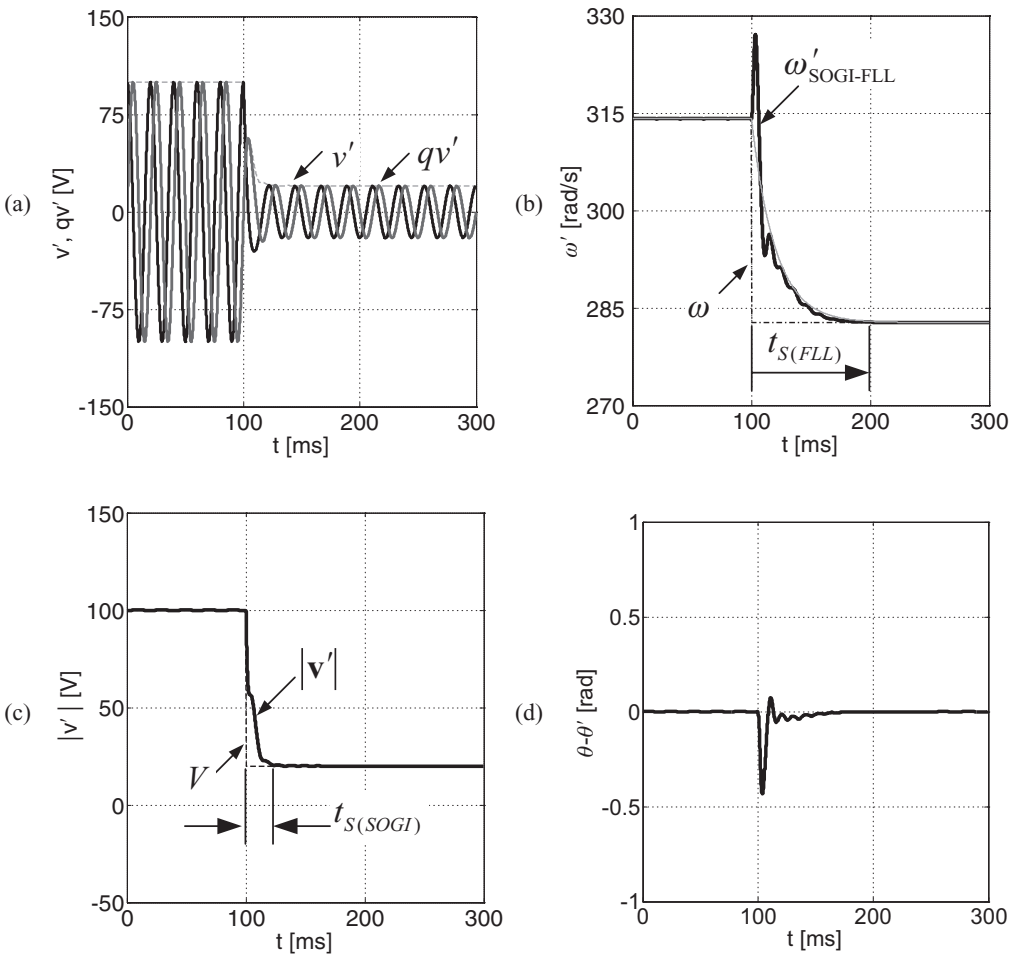 (a)
v', qv' [V]
150
75
0
-75
-150
v'
qv'
0
100
200
300
t [ms]
(b)
ω' [rad/s]
330
315
300
285
270
ω'SOGI-FLL
ω
tS(FLL)
0
100
200
300
t [ms]
(c)
|v' | [V]
150
100
50
0
-50
|v'|
V
tS(SOGI)
0
100
200
300
t [ms]
(d)
θ-θ' [rad]
1
0.5
0
-0.5
-1
0
100
200
300
t [ms]